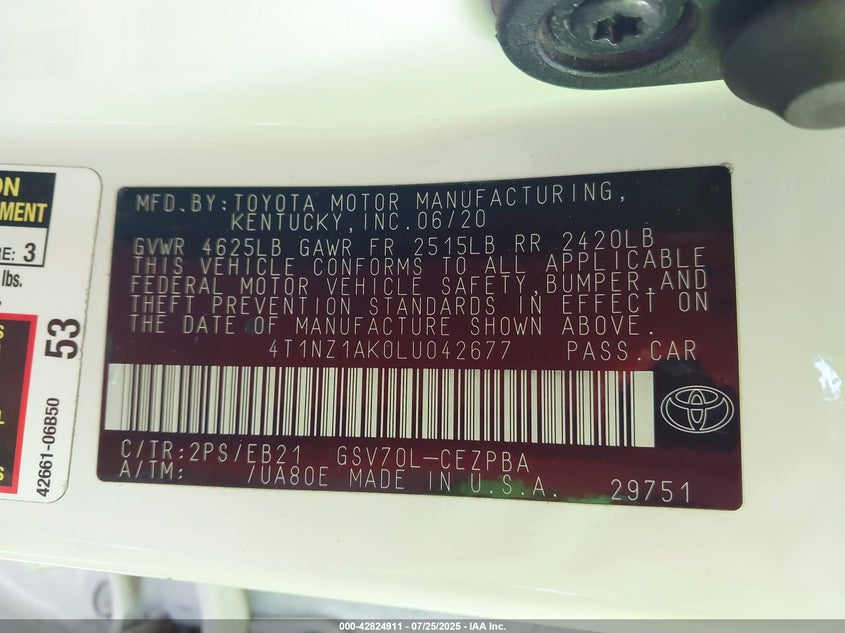 ON
MENT
RE: 3
lbs.
S
L
S
53
42661-06B50
MFD.BY:TOYOTA MOTOR MANUFACTURING,
KENTUCKY,INC.06/20
GVWR 4625LB GAWR FR 2515LB RR 2420LB
THIS VEHICLE CONFORMS TO ALL APPLICABLE
FEDERAL MOTOR VEHICLE SAFETY,BUMPER,AND
THEFT PREVENTION STANDARDS IN EFFECT ON
THE DATE OF MANUFACTURE SHOWN ABOVE.
4T1NZ1AK0LU042677 PASS.CAR
C/TR:2PS/EB21 GSV70L-CEZPBA
A/TM: /UA80E MADE IN U.S.A. 29751
000-42824911 - 07/25/2025 - IAA Inc.